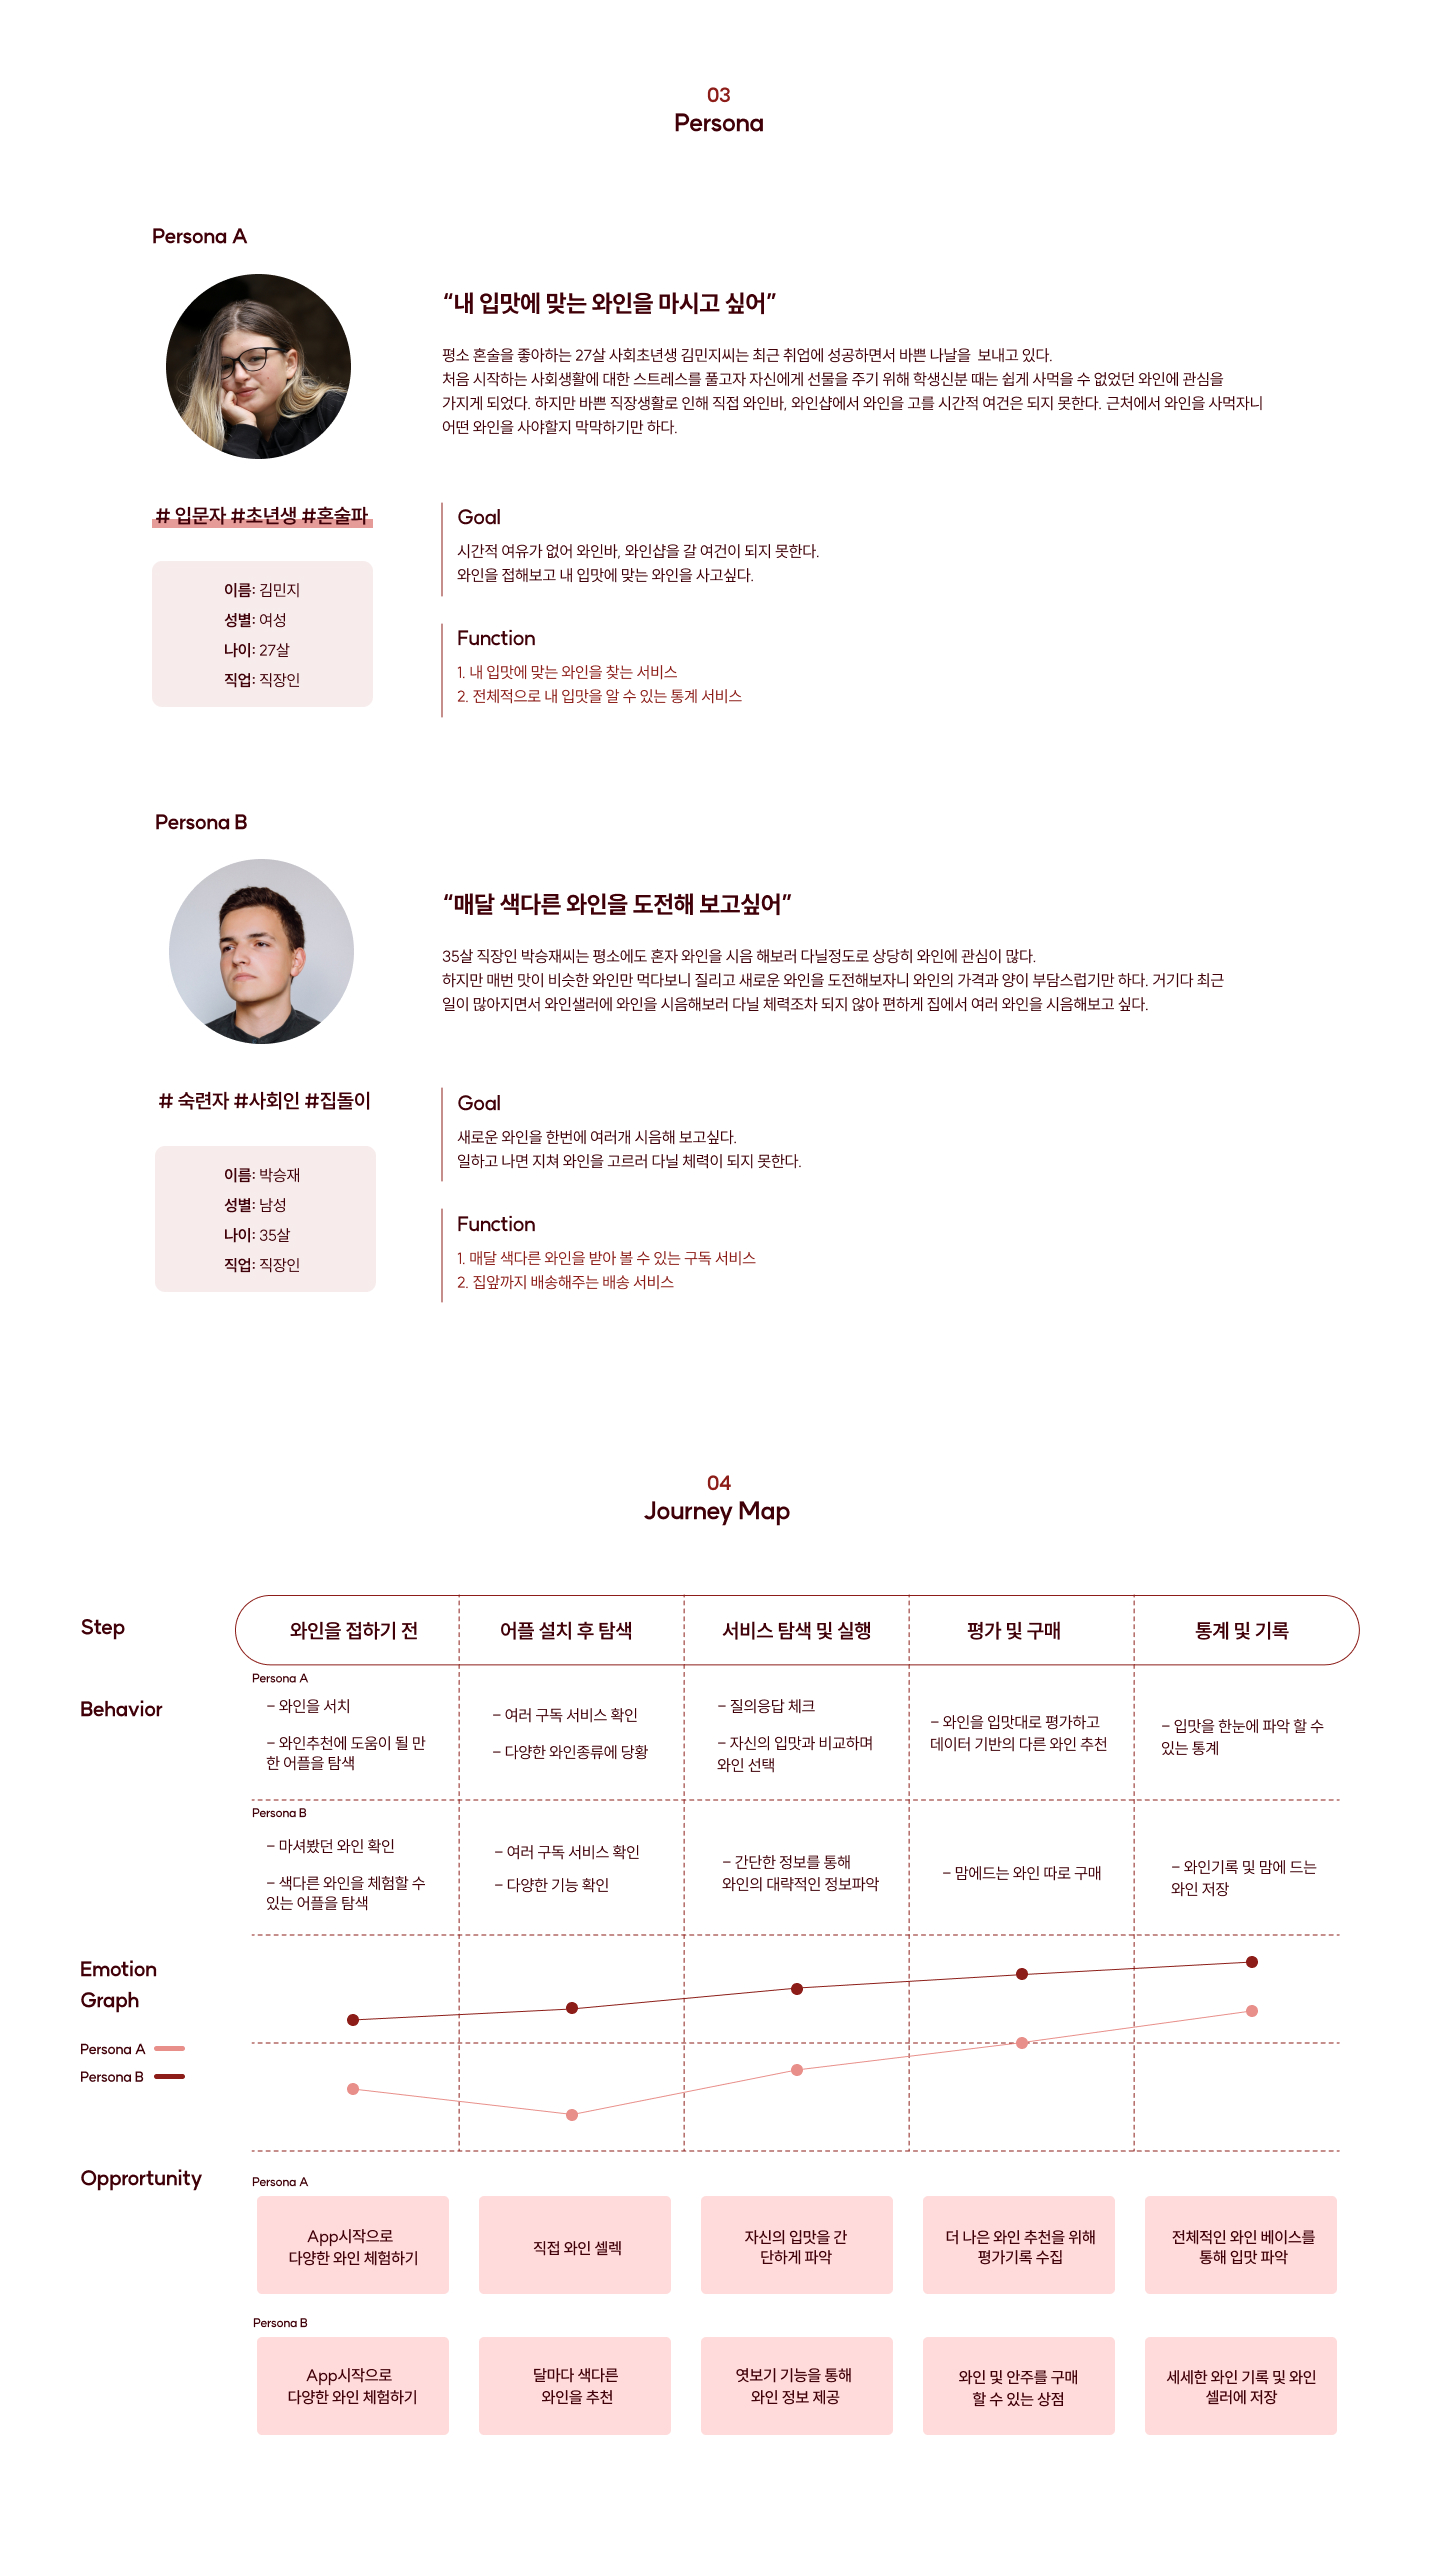 03
Persona
Persona A
“내 입맛에 맞는 와인을 마시고 싶어”
평소 혼술을 좋아하는 27살 사회초년생 김민지씨는 최근 취업에 성공하면서 바쁜 나날을 보내고 있다.
처음 시작하는 사회생활에 대한 스트레스를 풀고자 자신에게 선물을 주기 위해 학생신분 때는 쉽게 사먹을 수 없었던 와인에 관심을
가지게 되었다. 하지만 바쁜 직장생활로 인해 직접 와인바, 와인샵에서 와인을 고를 시간적 여건은 되지 못한다. 근처에서 와인을 사먹자니
어떤 와인을 사야할지 막막하기만 하다.
# 입문자 #초년생 #혼술파
이름: 김민지
성별: 여성
나이: 27살
직업: 직장인
Goal
시간적 여유가 없어 와인바, 와인샵을 갈 여건이 되지 못한다.
와인을 접해보고 내 입맛에 맞는 와인을 사고싶다.
Function
1. 내 입맛에 맞는 와인을 찾는 서비스
2. 전체적으로 내 입맛을 알 수 있는 통계 서비스
Persona B
“매달 색다른 와인을 도전해 보고싶어”
35살 직장인 박승재씨는 평소에도 혼자 와인을 시음 해보러 다닐정도로 상당히 와인에 관심이 많다.
하지만 매번 맛이 비슷한 와인만 먹다보니 질리고 새로운 와인을 도전해보자니 와인의 가격과 양이 부담스럽기만 하다. 거기다 최근
일이 많아지면서 와인샐러에 와인을 시음해보러 다닐 체력조차 되지 않아 편하게 집에서 여러 와인을 시음해보고 싶다.
# 숙련자 #사회인 #집돌이
이름: 박승재
성별: 남성
나이: 35살
직업: 직장인
Goal
새로운 와인을 한번에 여러개 시음해 보고싶다.
일하고 나면 지쳐 와인을 고르러 다닐 체력이 되지 못한다.
Function
1. 매달 색다른 와인을 받아 볼 수 있는 구독 서비스
2. 집앞까지 배송해주는 배송 서비스
04
Journey Map
Step
와인을 접하기 전
어플 설치 후 탐색
서비스 탐색 및 실행
평가 및 구매
통계 및 기록
Behavior
Persona A
– 와인을 서치
– 와인추천에 도움이 될 만
한 어플을 탐색
– 여러 구독 서비스 확인
– 다양한 와인종류에 당황
– 질의응답 체크
– 자신의 입맛과 비교하며
와인 선택
– 와인을 입맛대로 평가하고
데이터 기반의 다른 와인 추천
– 입맛을 한눈에 파악 할 수
있는 통계
Persona B
– 마셔봤던 와인 확인
– 색다른 와인을 체험할 수
있는 어플을 탐색
– 여러 구독 서비스 확인
– 다양한 기능 확인
– 간단한 정보를 통해
와인의 대략적인 정보파악
– 맘에드는 와인 따로 구매
– 와인기록 및 맘에 드는
와인 저장
Emotion
Graph
Persona A
Persona B
Opprortunity
Persona A
App시작으로
다양한 와인 체험하기
직접 와인 셀렉
자신의 입맛을 간
단하게 파악
더 나은 와인 추천을 위해
평가기록 수집
전체적인 와인 베이스를
통해 입맛 파악
Persona B
App시작으로
다양한 와인 체험하기
달마다 색다른
와인을 추천
엿보기 기능을 통해
와인 정보 제공
와인 및 안주를 구매
할 수 있는 상점
세세한 와인 기록 및 와인
셀러에 저장